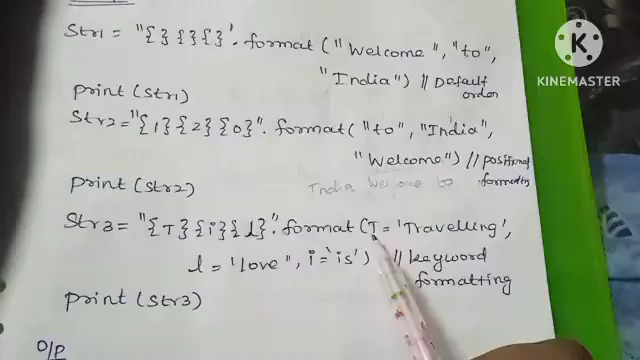 Str1 = "{}{}{}".format("Welcome", "to",
"India") // Default
order
print(str1)
Str2="{1}{2}{0}".format("to", "India",
"Welcome") // positional
formatting
print(str2)
India Welcome to
Str3 = "{T}{i}{l}".format(T='Travelling',
l='love", i='is') // keyword
formatting
print(str3)
O/P
KINEMASTER